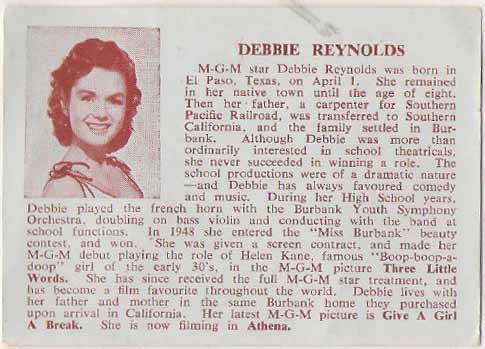 DEBBIE REYNOLDS
M-G-M star Debbie Reynolds was born in
El Paso, Texas, on April 1. She remained
in her native town until the age of eight.
Then her father, a carpenter for Southern
Pacific Railroad, was transferred to Southern
California, and the family settled in Bur-
bank. Although Debbie was more than
ordinarily interested in school theatricals,
she never succeeded in winning a role. The
school productions were of a dramatic nature
—and Debbie has always favoured comedy
and music. During her High School years,
Debbie played the french horn with the Burbank Youth Symphony
Orchestra, doubling on bass violin and conducting with the band at
school functions. In 1948 she entered the "Miss Burbank" beauty
contest, and won. She was given a screen contract, and made her
M-G-M debut playing the role of Helen Kane, famous "Boop-boop-a-
doop" girl of the early 30's, in the M-G-M picture Three Little
Words. She has since received the full M-G-M star treatment, and
has become a film favourite throughout the world. Debbie lives with
her father and mother in the same Burbank home they purchased
upon arrival in California. Her latest M-G-M picture is Give A Girl
A Break. She is now filming in Athena.